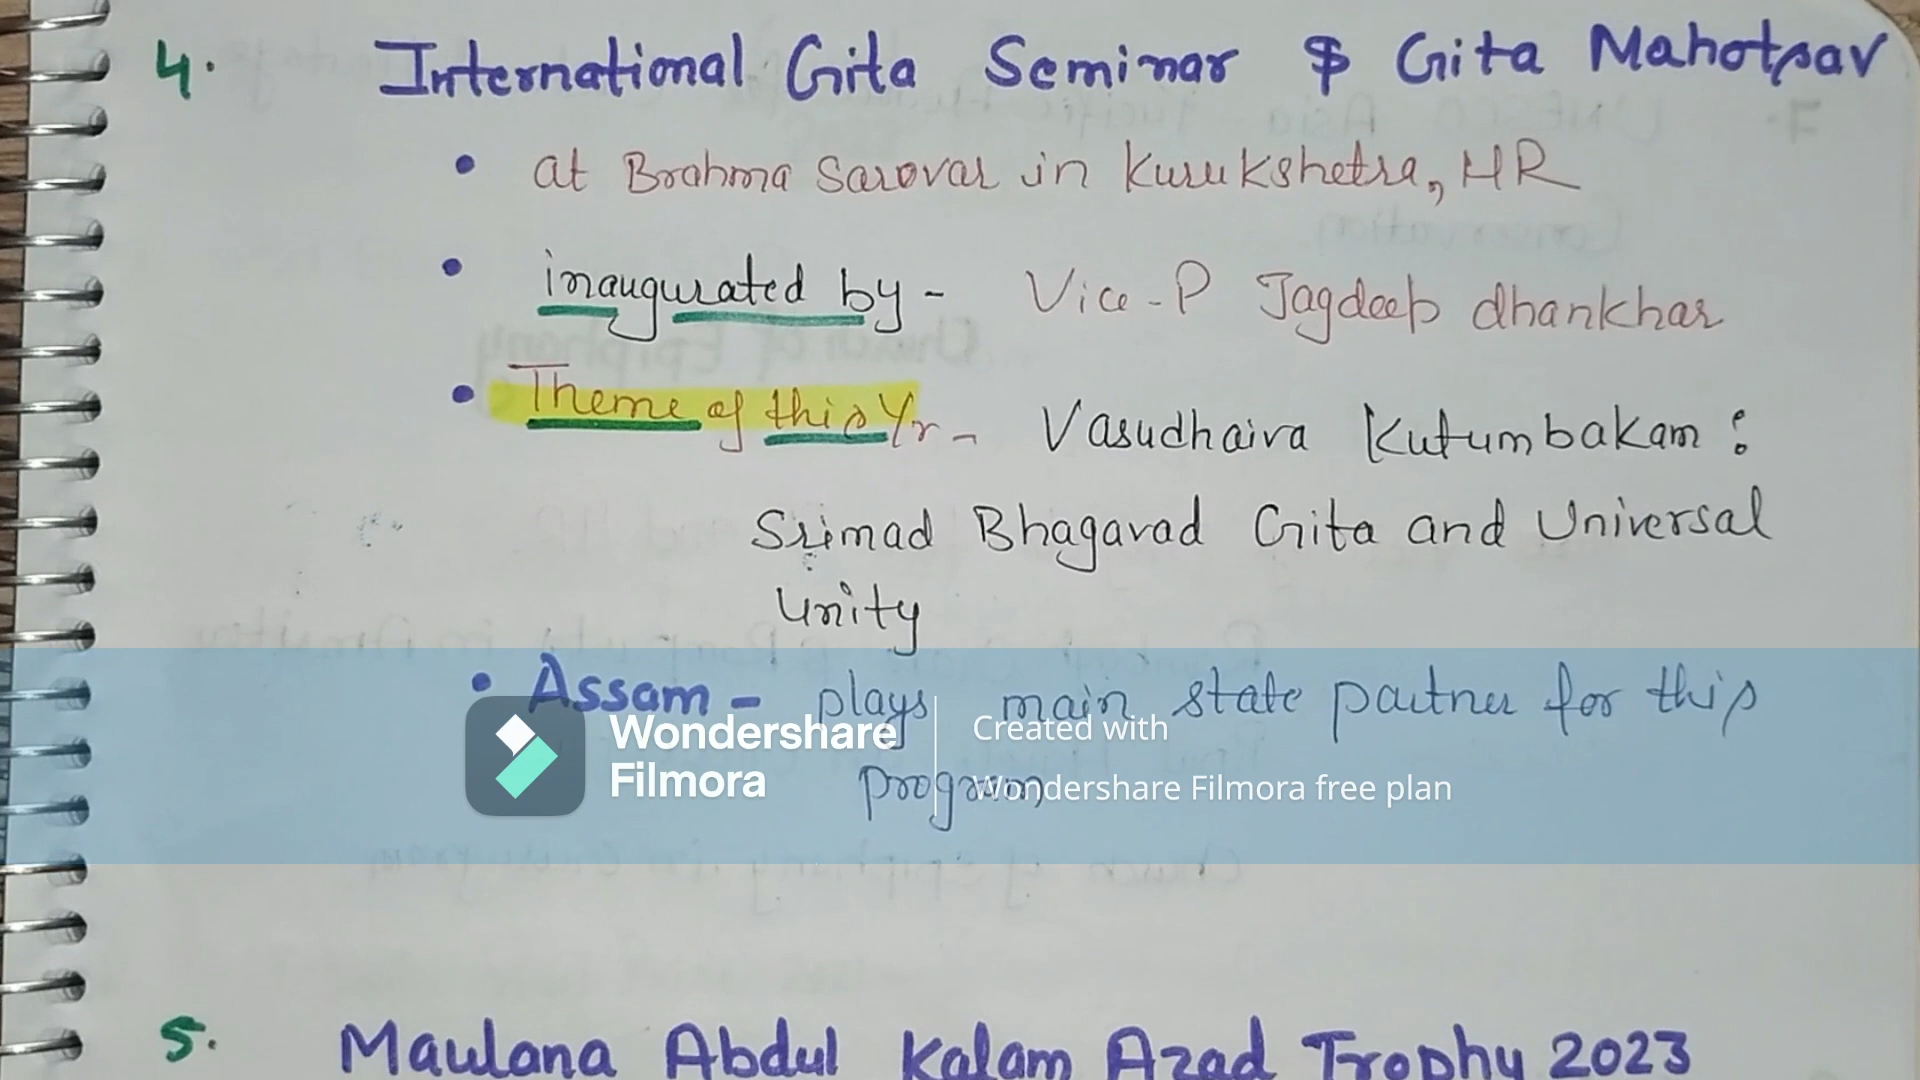 4. International Gita Seminar & Gita Mahotsav
• at Brahma Sarovar in Kurukshetra, HR
• inaugurated by - Vice-P Jagdeep dhankhar
• Theme of this Yr - Vasudhaiva Kutumbakam :
Srimad Bhagavad Gita and Universal
Unity
• Assam - plays main state partner for this
program
Wondershare
Filmora
Created with
Wondershare Filmora free plan
5. Maulana Abdul Kalam Azad Trophy 2023